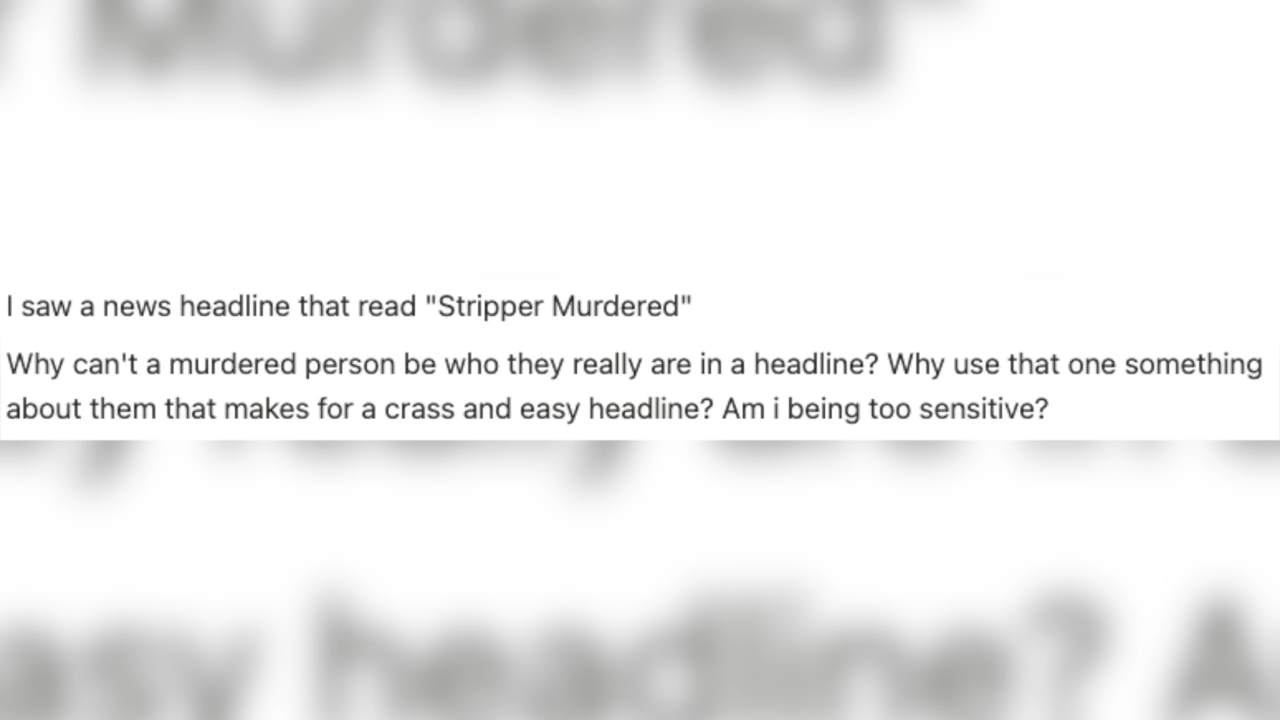 I saw a news headline that read "Stripper Murdered"
Why can't a murdered person be who they really are in a headline? Why use that one something
about them that makes for a crass and easy headline? Am i being too sensitive?